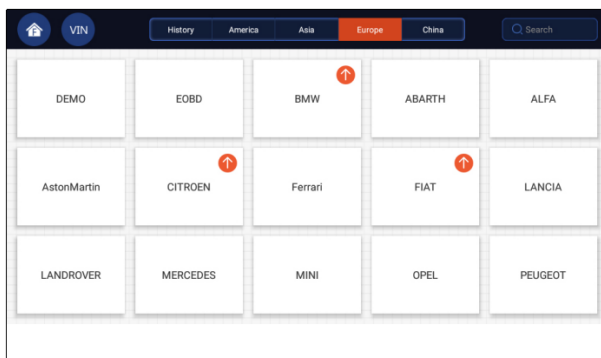 VIN History America Asia Europe China Search
DEMO EOBD BMW ABARTH ALFA
AstonMartin CITROEN Ferrari FIAT LANCIA
LANDROVER MERCEDES MINI OPEL PEUGEOT